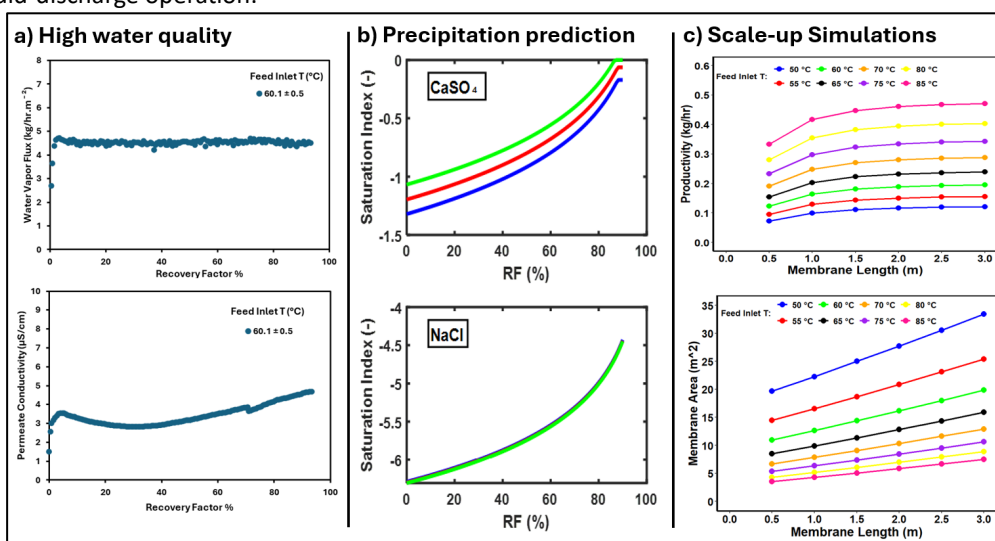 uid-discharge operation.
a) High water quality
8
7
6
5
4
3
2
1
0
Water Vapor Flux (kg/hr m⁻²)
Feed Inlet T (°C)
60.1 ± 0.5
0 20 40 60 80 100
Recovery Factor %
10
9
8
7
6
5
4
3
2
1
0
Permeate Conductivity (µS/cm)
Feed Inlet T (°C)
60.1 ± 0.5
0 20 40 60 80 100
Recovery Factor %
b) Precipitation prediction
0
-0.5
-1
-1.5
Saturation Index (-)
CaSO₄
0 20 40 60 80 100
RF (%)
-4
-4.5
-5
-5.5
-6
Saturation Index (-)
NaCl
0 20 40 60 80 100
RF (%)
c) Scale-up Simulations
0.6
0.5
0.4
0.3
0.2
0.1
0.0
Productivity (kg/hr)
Feed Inlet T: 50 °C 60 °C 70 °C 80 °C
55 °C 65 °C 75 °C 85 °C
0.0 0.5 1.0 1.5 2.0 2.5 3.0
Membrane Length (m)
35
30
25
20
15
10
5
0
Membrane Area (m^2)
Feed Inlet T: 50 °C 60 °C 70 °C 80 °C
55 °C 65 °C 75 °C 85 °C
0.0 0.5 1.0 1.5 2.0 2.5 3.0
Membrane Length (m)